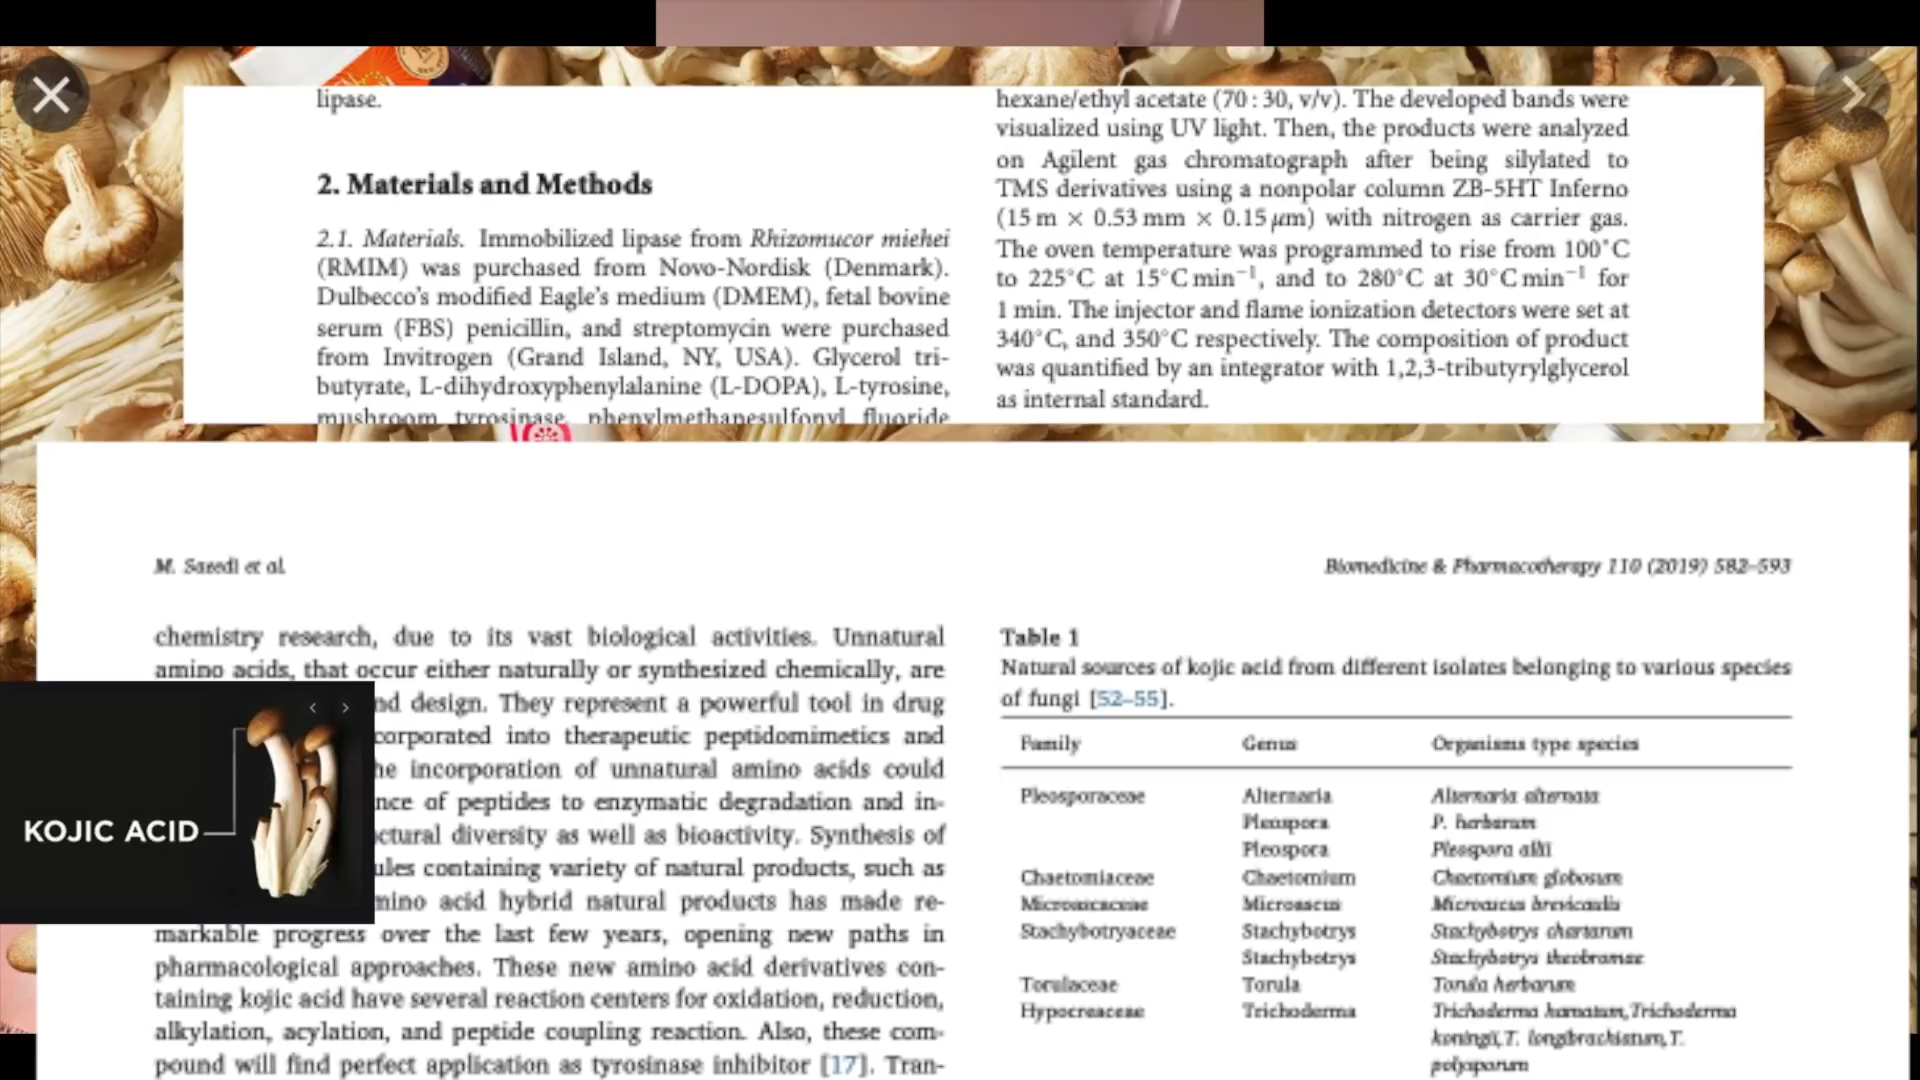 lipase.
2. Materials and Methods
2.1. Materials. Immobilized lipase from Rhizomucor miehei
(RMIM) was purchased from Novo-Nordisk (Denmark).
Dulbecco's modified Eagle's medium (DMEM), fetal bovine
serum (FBS) penicillin, and streptomycin were purchased
from Invitrogen (Grand Island, NY, USA). Glycerol tri-
butyrate, L-dihydroxyphenylalanine (L-DOPA), L-tyrosine,
mushroom tyrosinase, phenylmethanesulfonyl fluoride
hexane/ethyl acetate (70 : 30, v/v). The developed bands were
visualized using UV light. Then, the products were analyzed
on Agilent gas chromatograph after being silylated to
TMS derivatives using a nonpolar column ZB-5HT Inferno
(15 m × 0.53 mm × 0.15 μm) with nitrogen as carrier gas.
The oven temperature was programmed to rise from 100°C
to 225°C at 15°C min⁻¹, and to 280°C at 30°C min⁻¹ for
1 min. The injector and flame ionization detectors were set at
340°C, and 350°C respectively. The composition of product
was quantified by an integrator with 1,2,3-tributyrylglycerol
as internal standard.
M. Saeedi et al.
Biomedicine & Pharmacotherapy 110 (2019) 582–593
chemistry research, due to its vast biological activities. Unnatural
amino acids, that occur either naturally or synthesized chemically, are
nd design. They represent a powerful tool in drug
corporated into therapeutic peptidomimetics and
he incorporation of unnatural amino acids could
nce of peptides to enzymatic degradation and in-
ctural diversity as well as bioactivity. Synthesis of
ules containing variety of natural products, such as
mino acid hybrid natural products has made re-
markable progress over the last few years, opening new paths in
pharmacological approaches. These new amino acid derivatives con-
taining kojic acid have several reaction centers for oxidation, reduction,
alkylation, acylation, and peptide coupling reaction. Also, these com-
pound will find perfect application as tyrosinase inhibitor [17]. Tran-
KOJIC ACID
Table 1
Natural sources of kojic acid from different isolates belonging to various species
of fungi [52–55].
Family Genus Organisms type species
Pleosporaceae Alternaria Alternaria alternata
Pleospora P. herbarum
Pleospora Pleospora allii
Chaetomiaceae Chaetomium Chaetomium globosum
Microascaceae Microascus Microascus brevicaulis
Stachybotryaceae Stachybotrys Stachybotrys chartarum
Stachybotrys Stachybotrys theobromae
Torulaceae Torula Torula herbarum
Hypocreaceae Trichoderma Trichoderma hamatum, Trichoderma
koningii, T. longibrachiatum, T.
polysporum